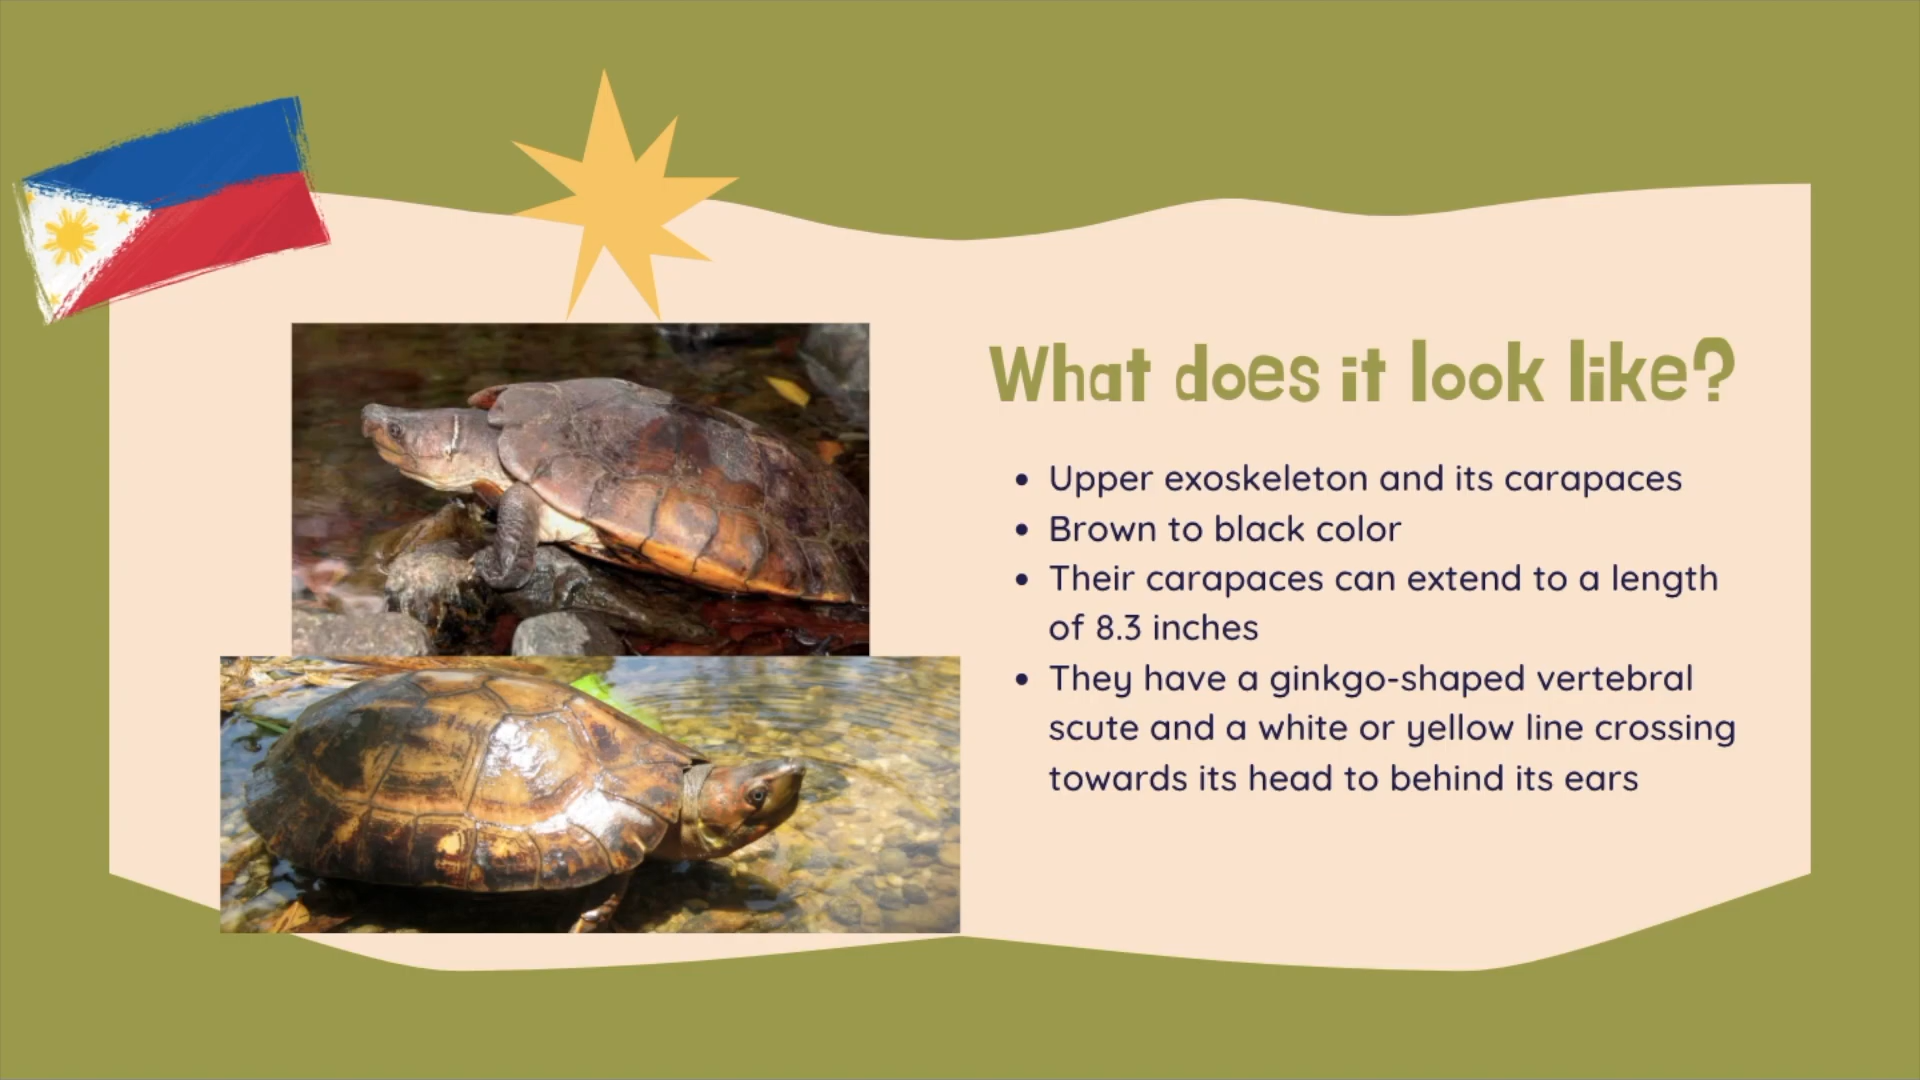 What does it look like?
• Upper exoskeleton and its carapaces
• Brown to black color
• Their carapaces can extend to a length
of 8.3 inches
• They have a ginkgo-shaped vertebral
scute and a white or yellow line crossing
towards its head to behind its ears